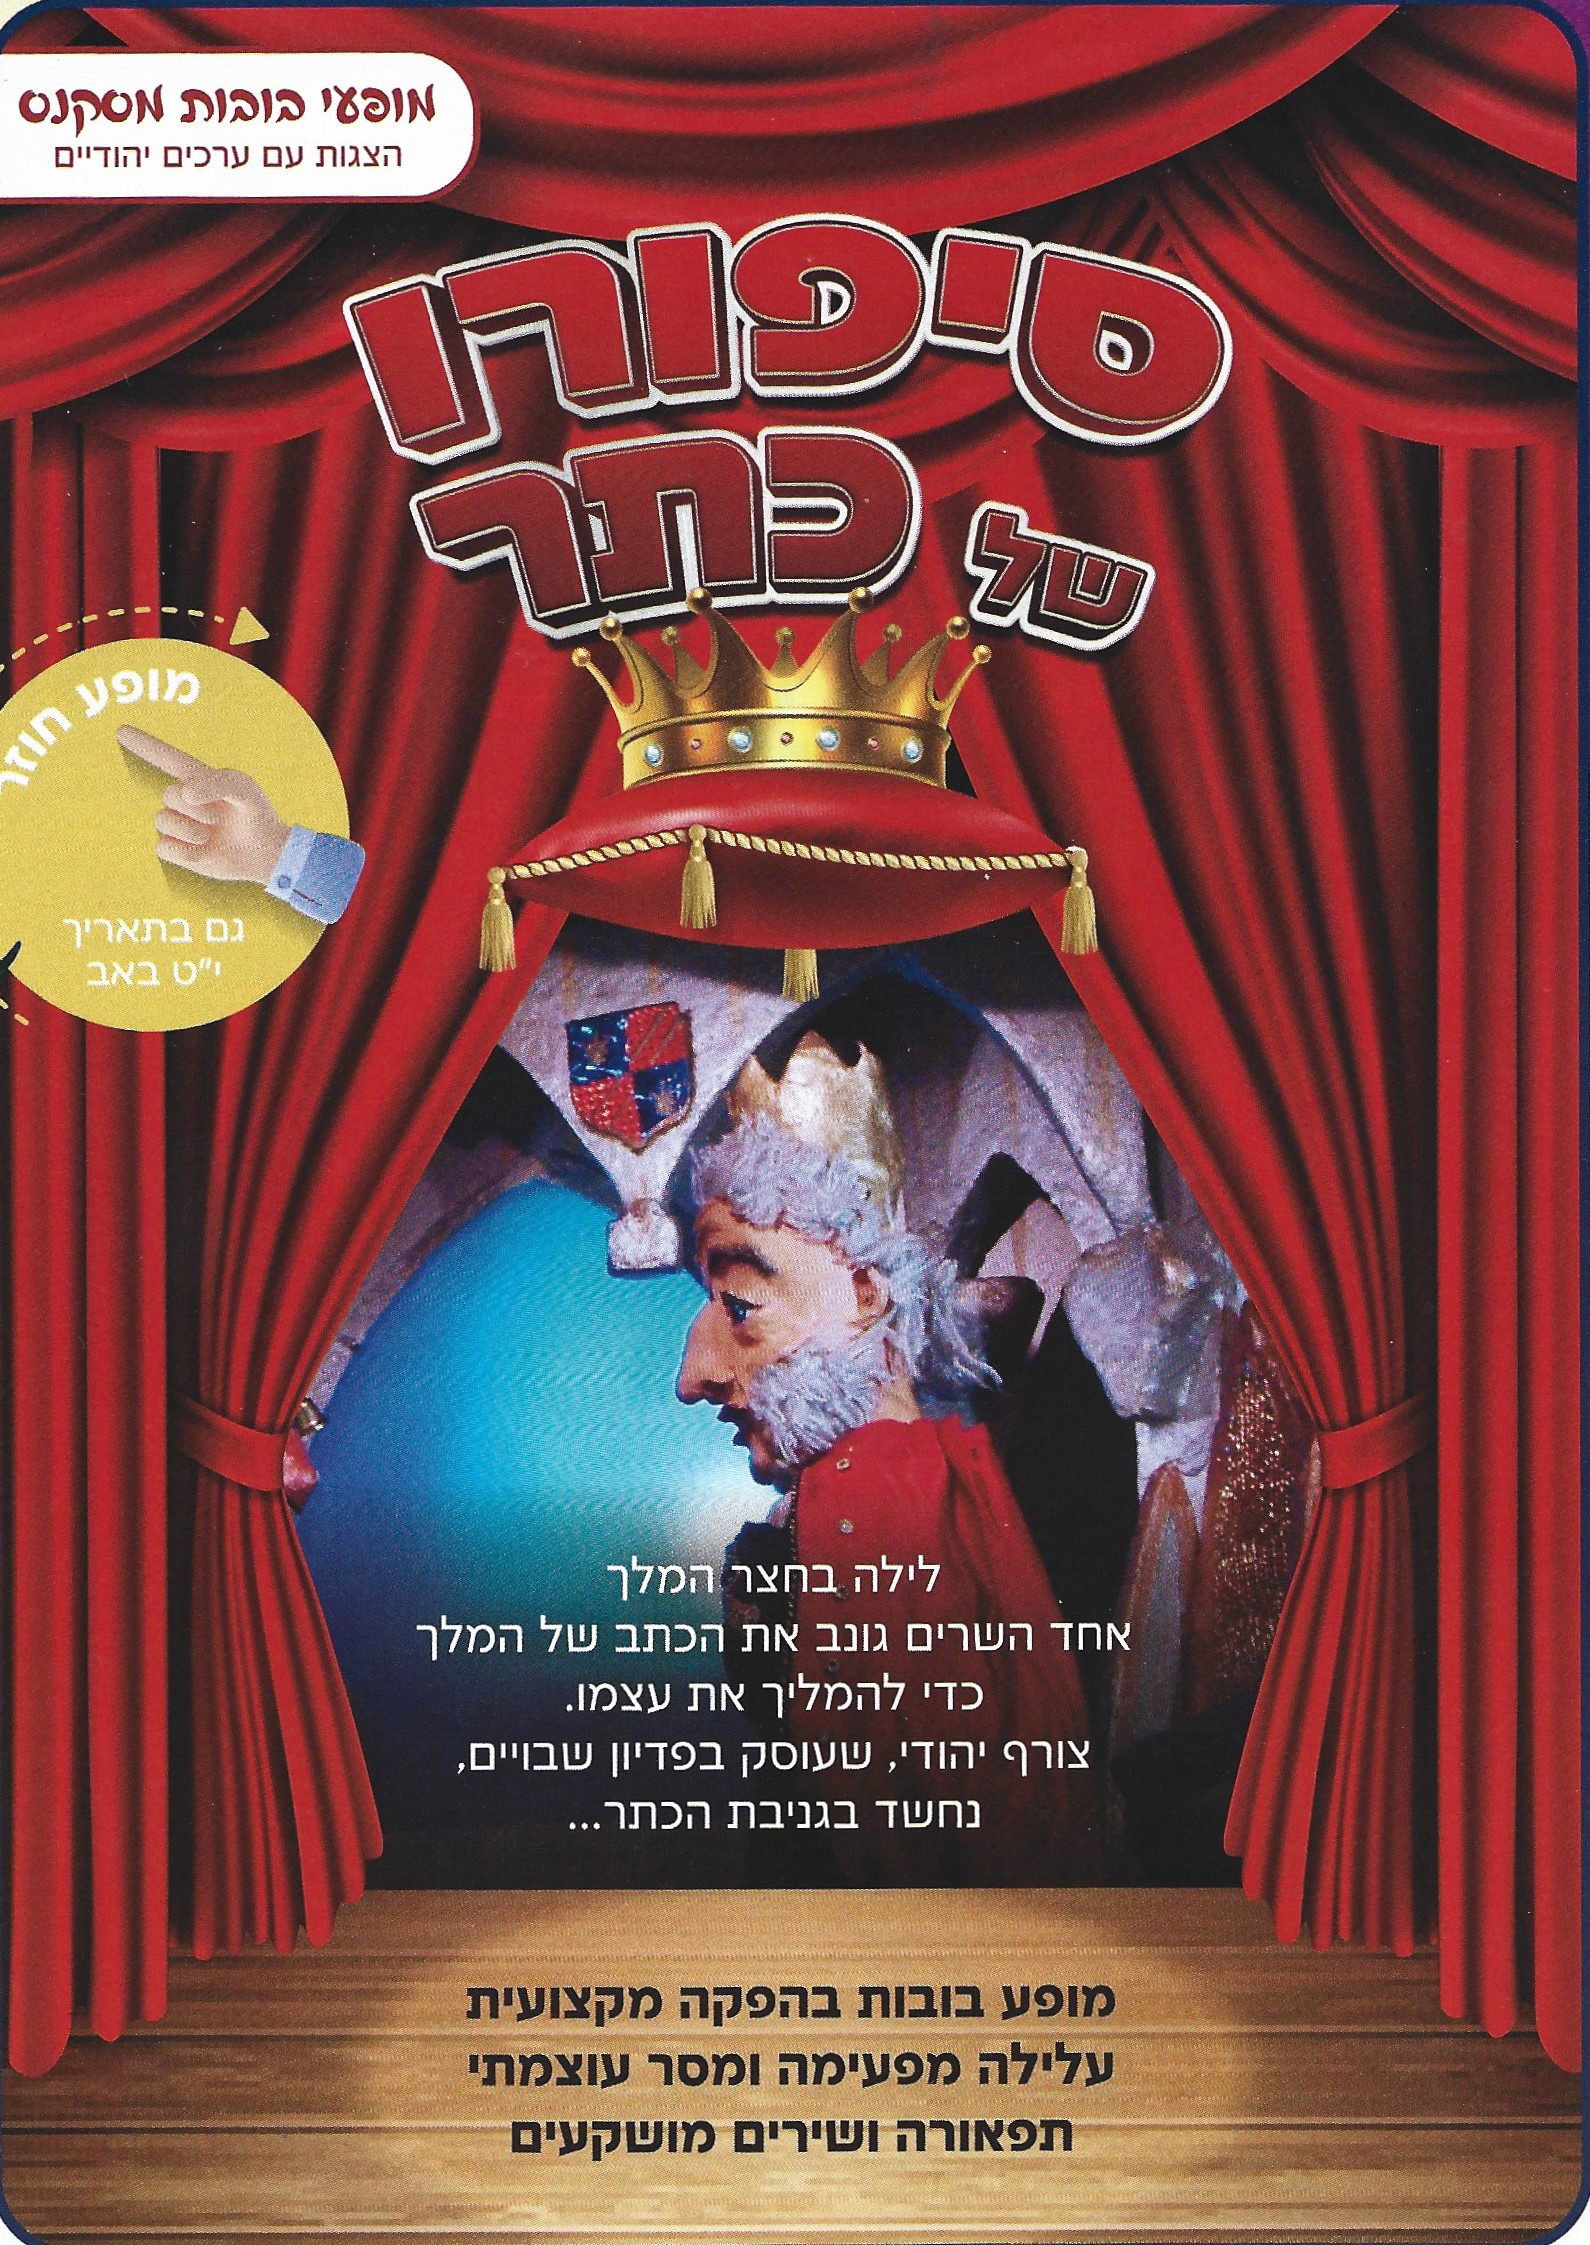 מופעי בובות מסקנס
הצגות עם ערכים יהודיים
סיפורו
של כתר
מופע חוזר
גם בתאריך
י"ט באב
לילה בחצר המלך
אחד השרים גונב את הכתב של המלך
כדי להמליך את עצמו.
צורף יהודי, שעוסק בפדיון שבויים,
נחשד בגניבת הכתר...
מופע בובות בהפקה מקצועית
עלילה מפעימה ומסר עוצמתי
תפאורה ושירים מושקעים